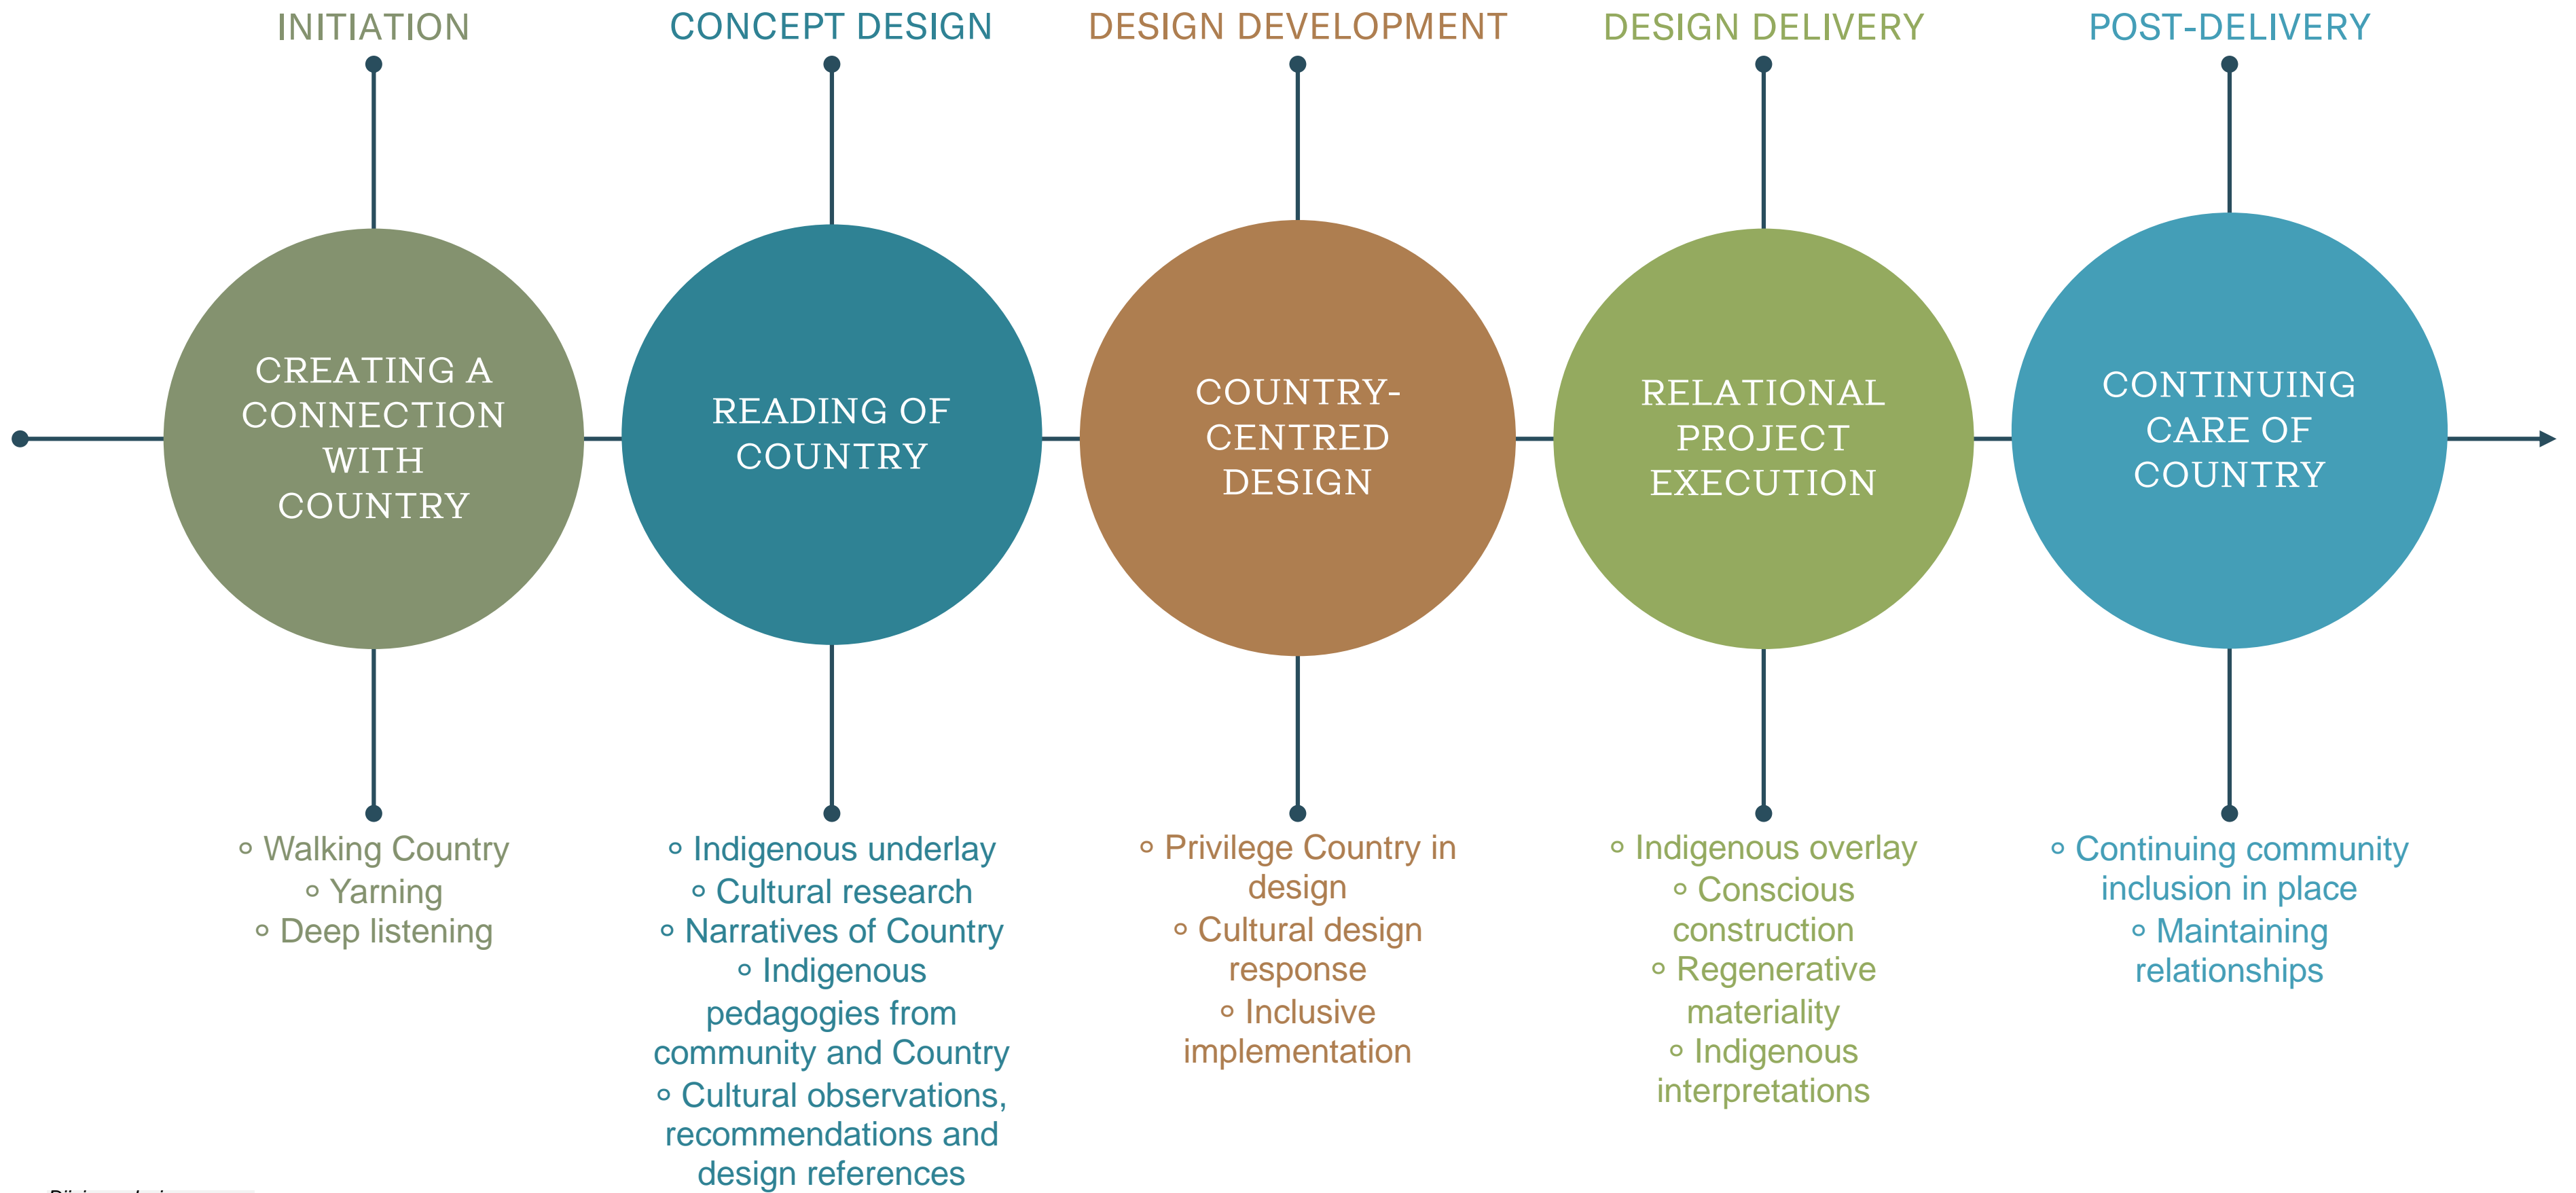 INITIATION
CREATING A
CONNECTION
WITH
COUNTRY
◦ Walking Country
◦ Yarning
◦ Deep listening
CONCEPT DESIGN
READING OF
COUNTRY
◦ Indigenous underlay
◦ Cultural research
◦ Narratives of Country
◦ Indigenous
pedagogies from
community and Country
◦ Cultural observations,
recommendations and
design references
DESIGN DEVELOPMENT
COUNTRY-
CENTRED
DESIGN
◦ Privilege Country in
design
◦ Cultural design
response
◦ Inclusive
implementation
DESIGN DELIVERY
RELATIONAL
PROJECT
EXECUTION
◦ Indigenous overlay
◦ Conscious
construction
◦ Regenerative
materiality
◦ Indigenous
interpretations
POST-DELIVERY
CONTINUING
CARE OF
COUNTRY
◦ Continuing community
inclusion in place
◦ Maintaining
relationships